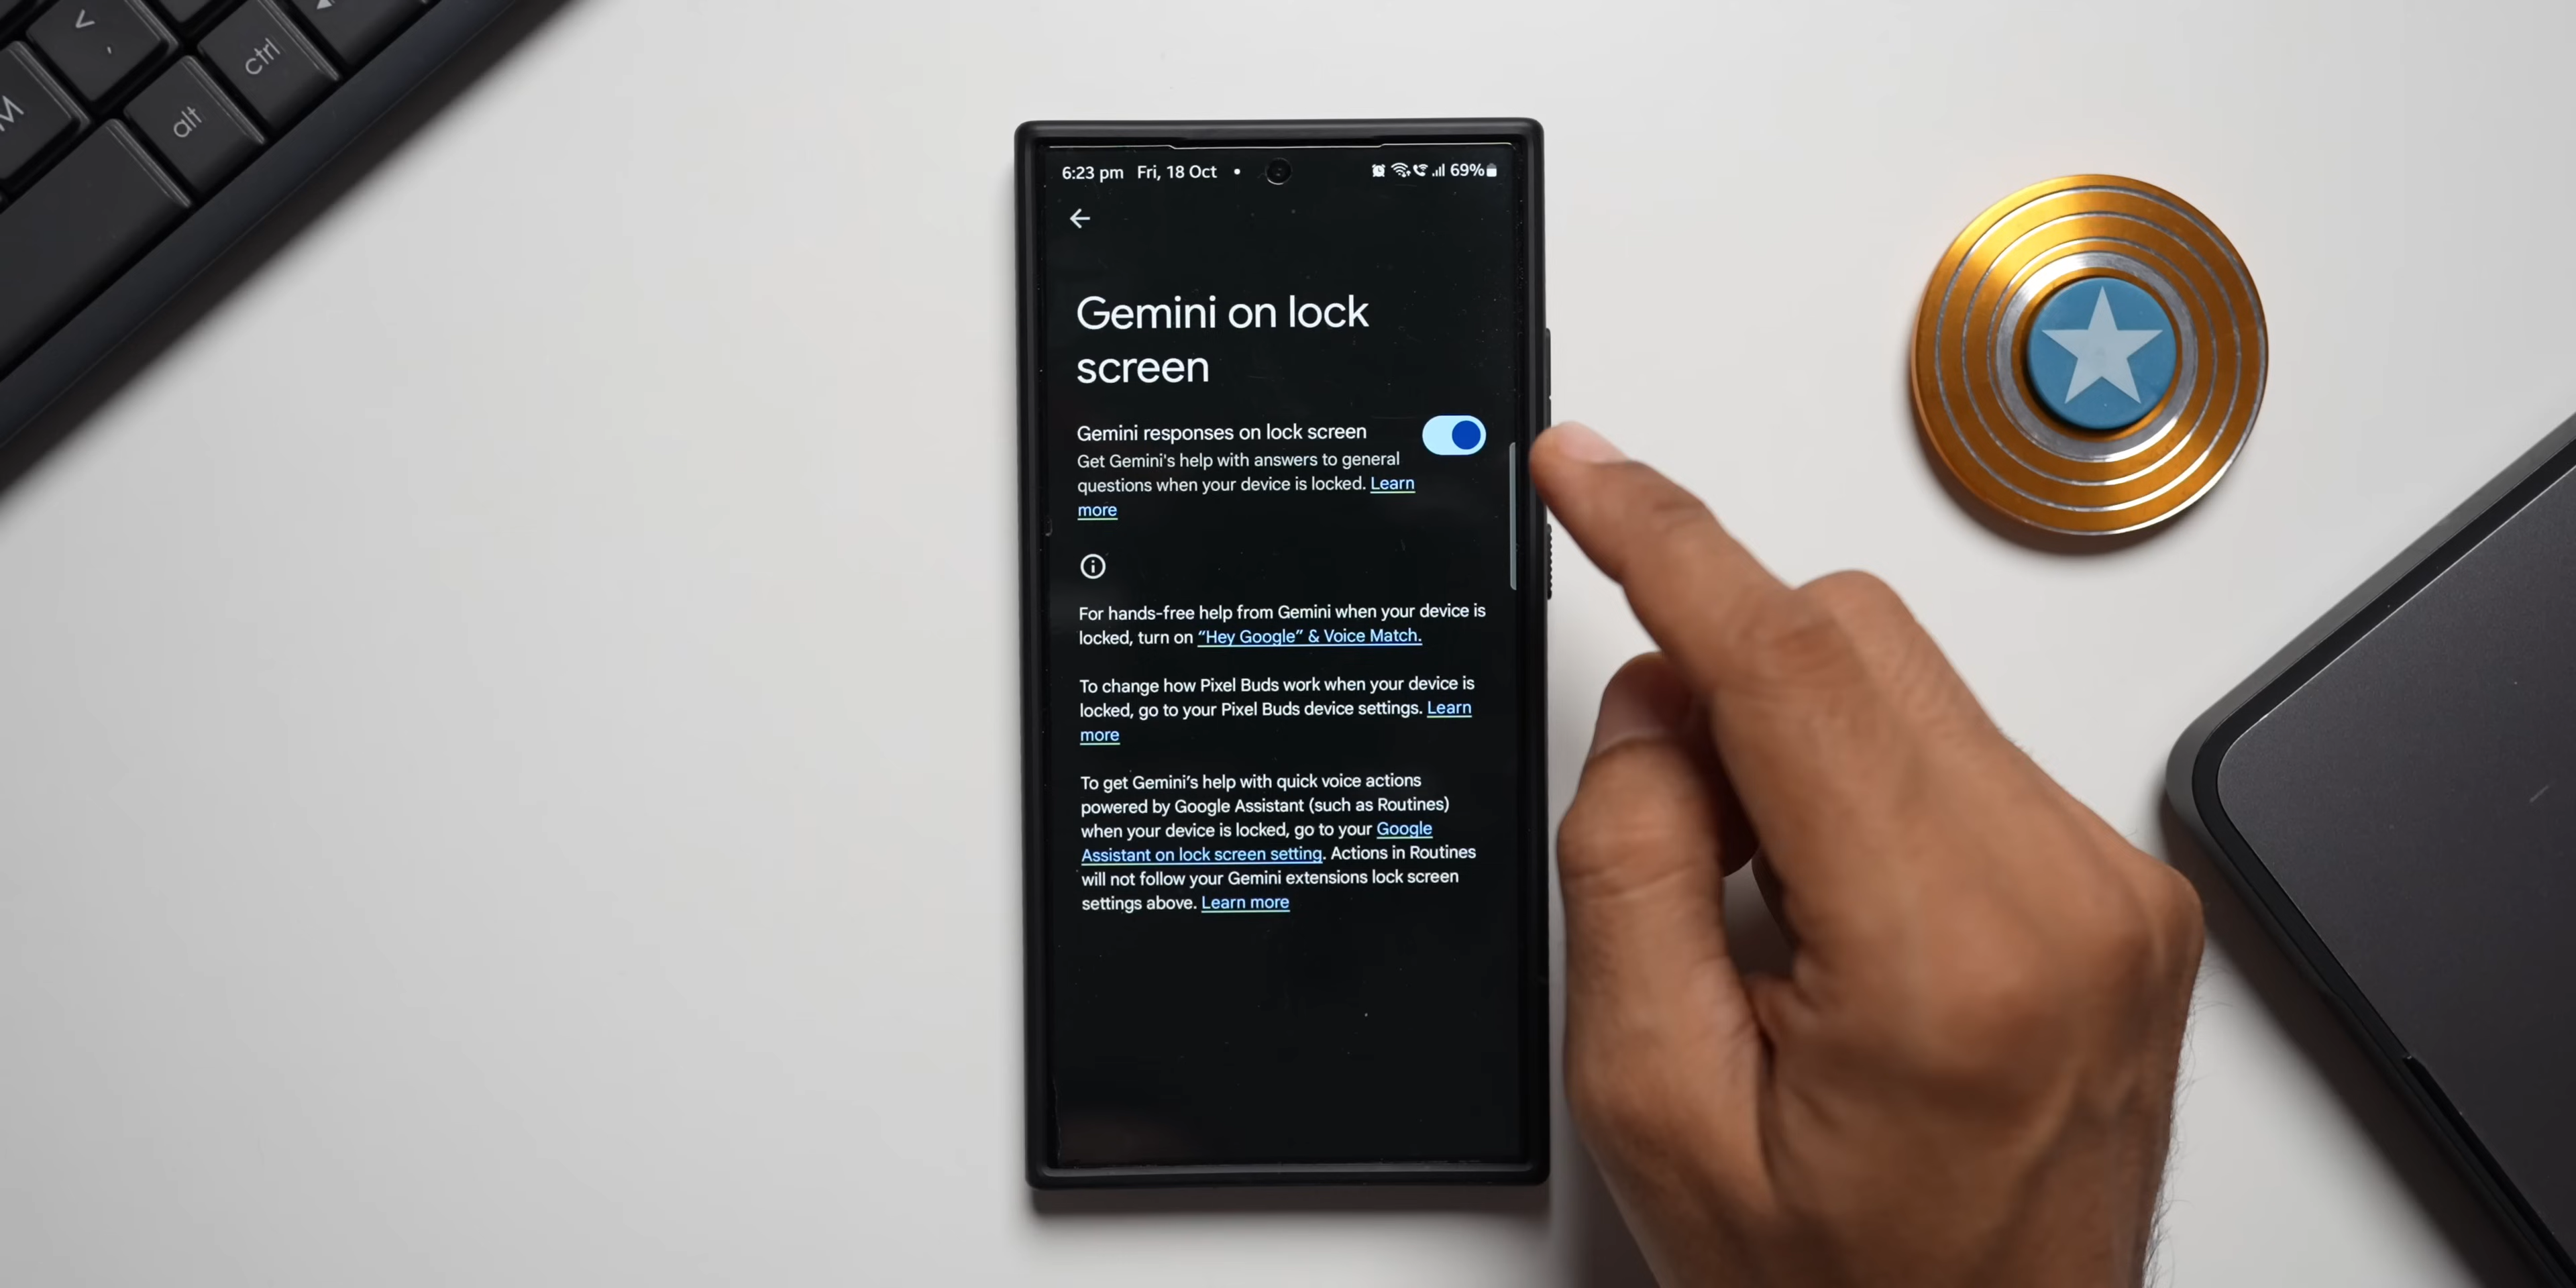 M
< ,
alt
ctrl
6:23 pm Fri, 18 Oct • 69%
Gemini on lock
screen
Gemini responses on lock screen
Get Gemini's help with answers to general
questions when your device is locked. Learn
more
For hands-free help from Gemini when your device is
locked, turn on “Hey Google” & Voice Match.
To change how Pixel Buds work when your device is
locked, go to your Pixel Buds device settings. Learn
more
To get Gemini’s help with quick voice actions
powered by Google Assistant (such as Routines)
when your device is locked, go to your Google
Assistant on lock screen setting. Actions in Routines
will not follow your Gemini extensions lock screen
settings above. Learn more